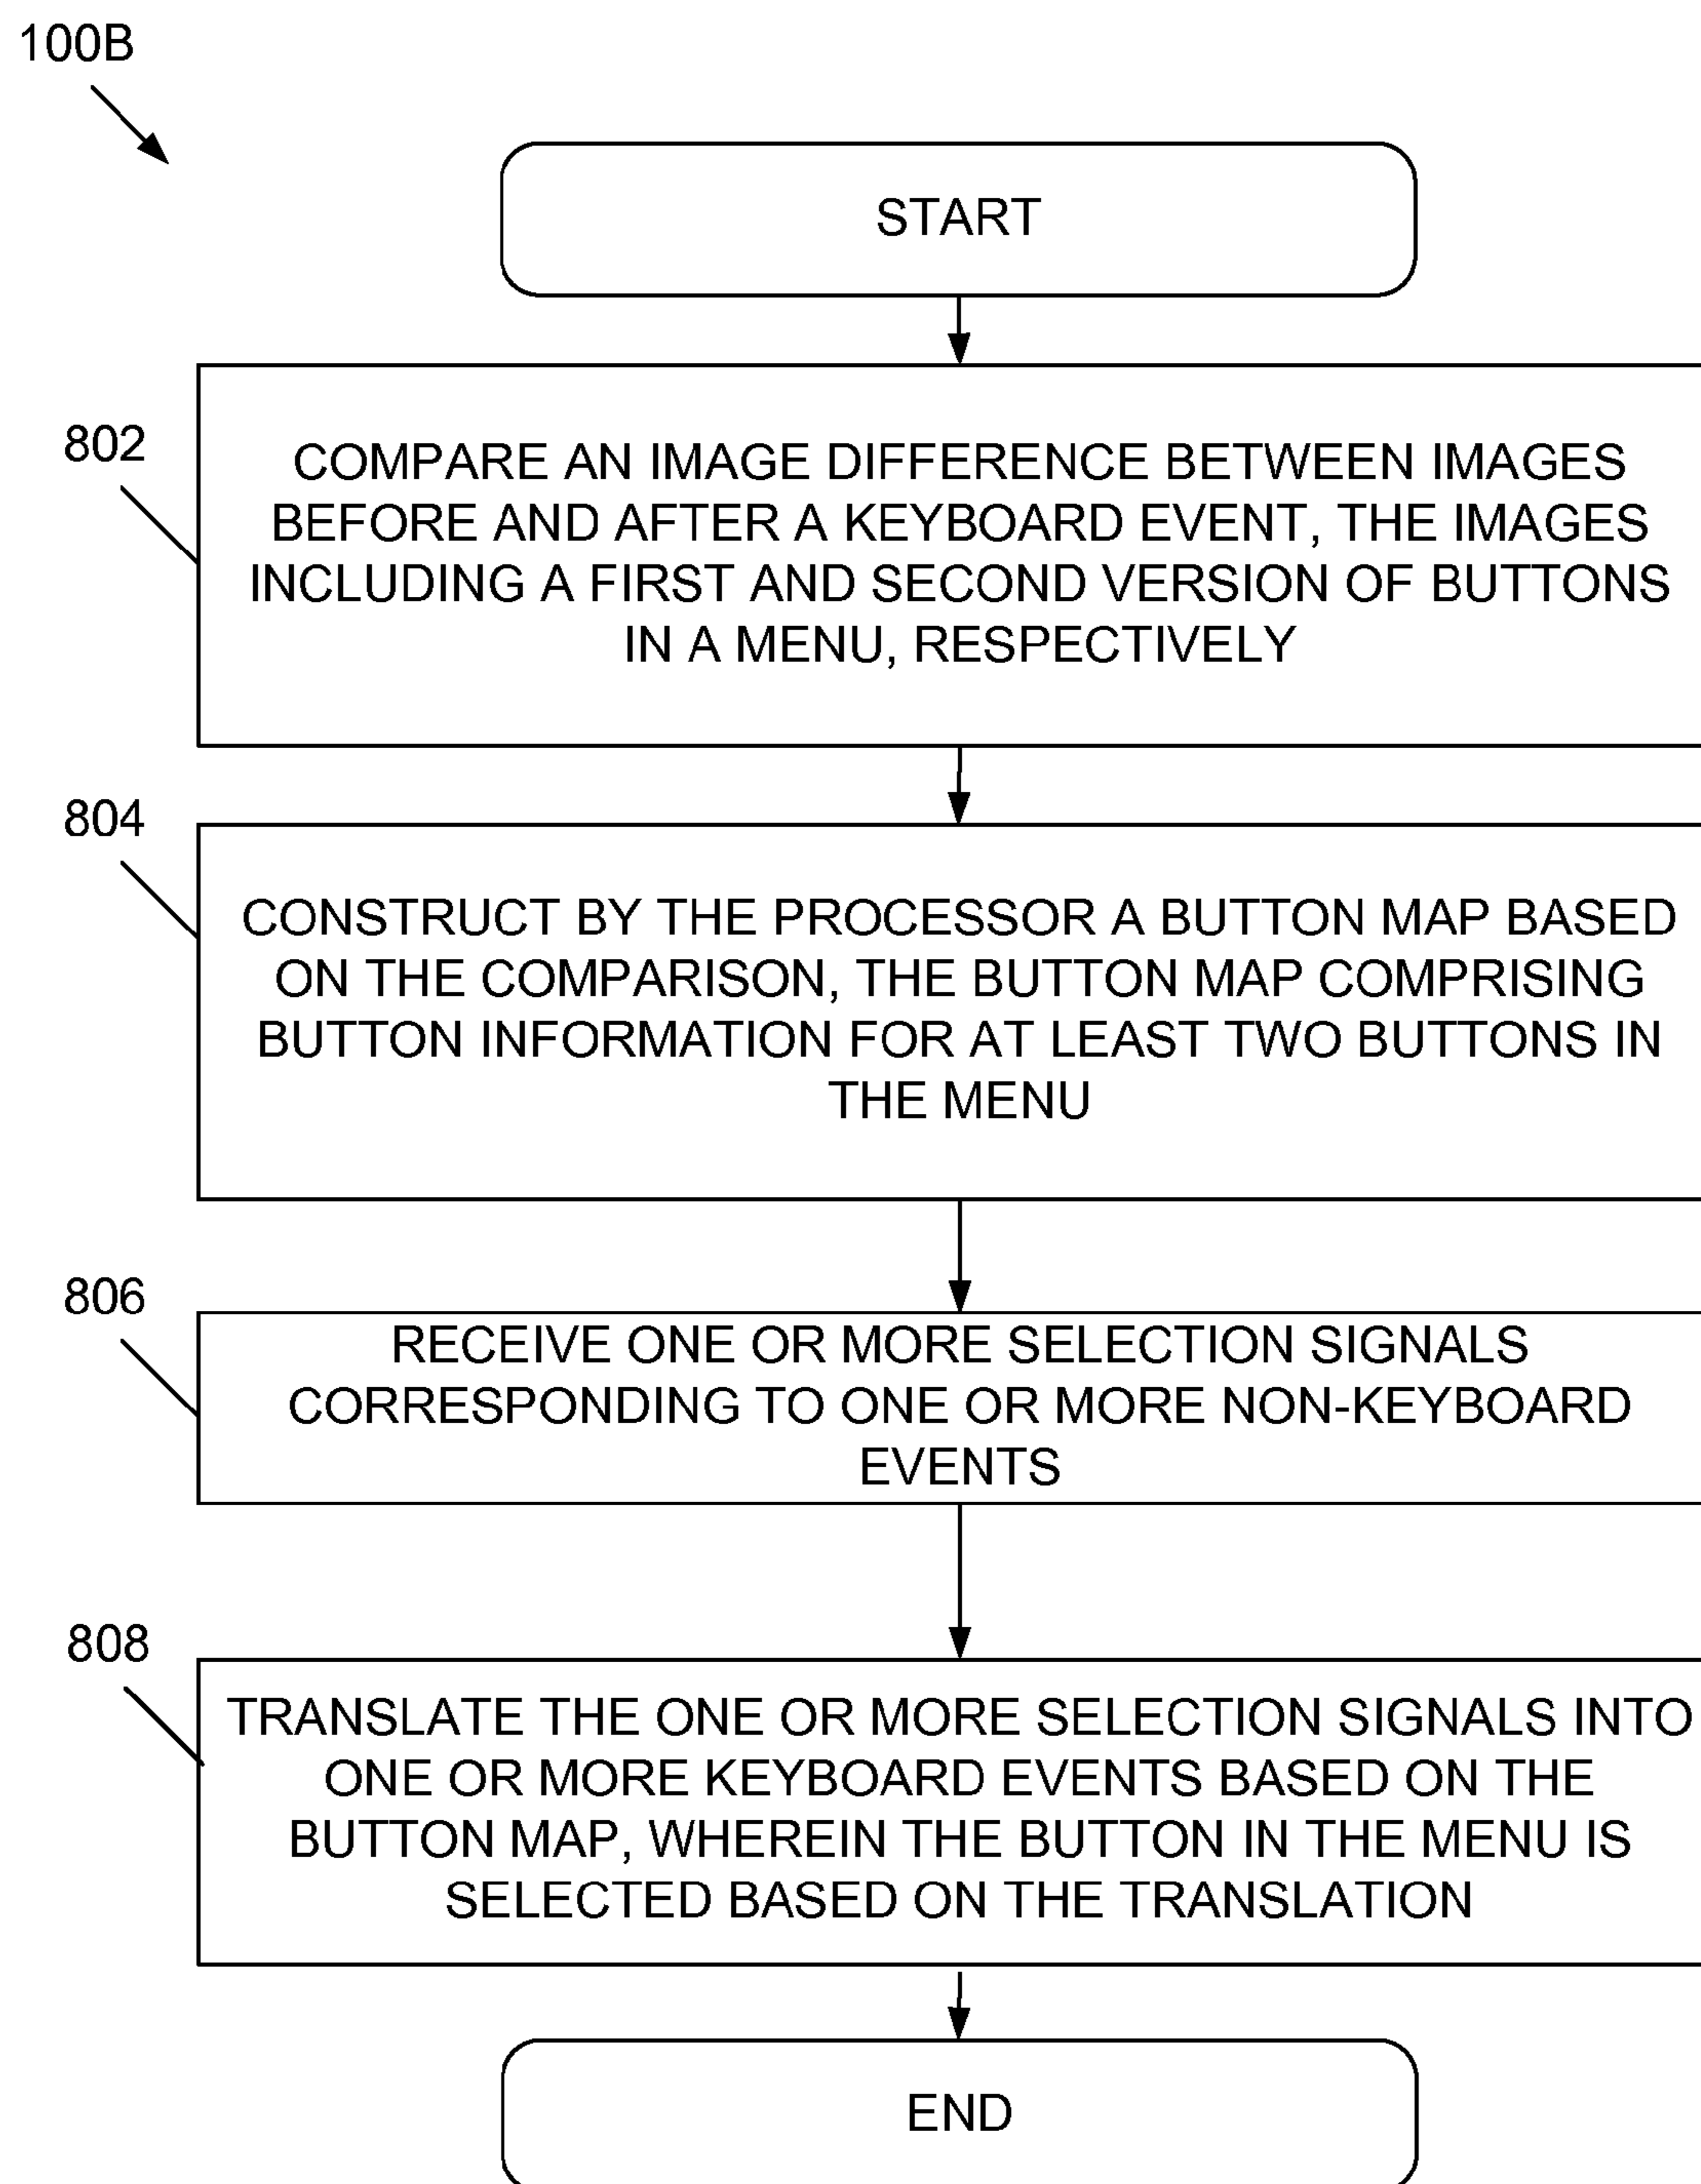 100B
START
802
COMPARE AN IMAGE DIFFERENCE BETWEEN IMAGES
BEFORE AND AFTER A KEYBOARD EVENT, THE IMAGES
INCLUDING A FIRST AND SECOND VERSION OF BUTTONS
IN A MENU, RESPECTIVELY
804
CONSTRUCT BY THE PROCESSOR A BUTTON MAP BASED
ON THE COMPARISON, THE BUTTON MAP COMPRISING
BUTTON INFORMATION FOR AT LEAST TWO BUTTONS IN
THE MENU
806
RECEIVE ONE OR MORE SELECTION SIGNALS
CORRESPONDING TO ONE OR MORE NON-KEYBOARD
EVENTS
808
TRANSLATE THE ONE OR MORE SELECTION SIGNALS INTO
ONE OR MORE KEYBOARD EVENTS BASED ON THE
BUTTON MAP, WHEREIN THE BUTTON IN THE MENU IS
SELECTED BASED ON THE TRANSLATION
END